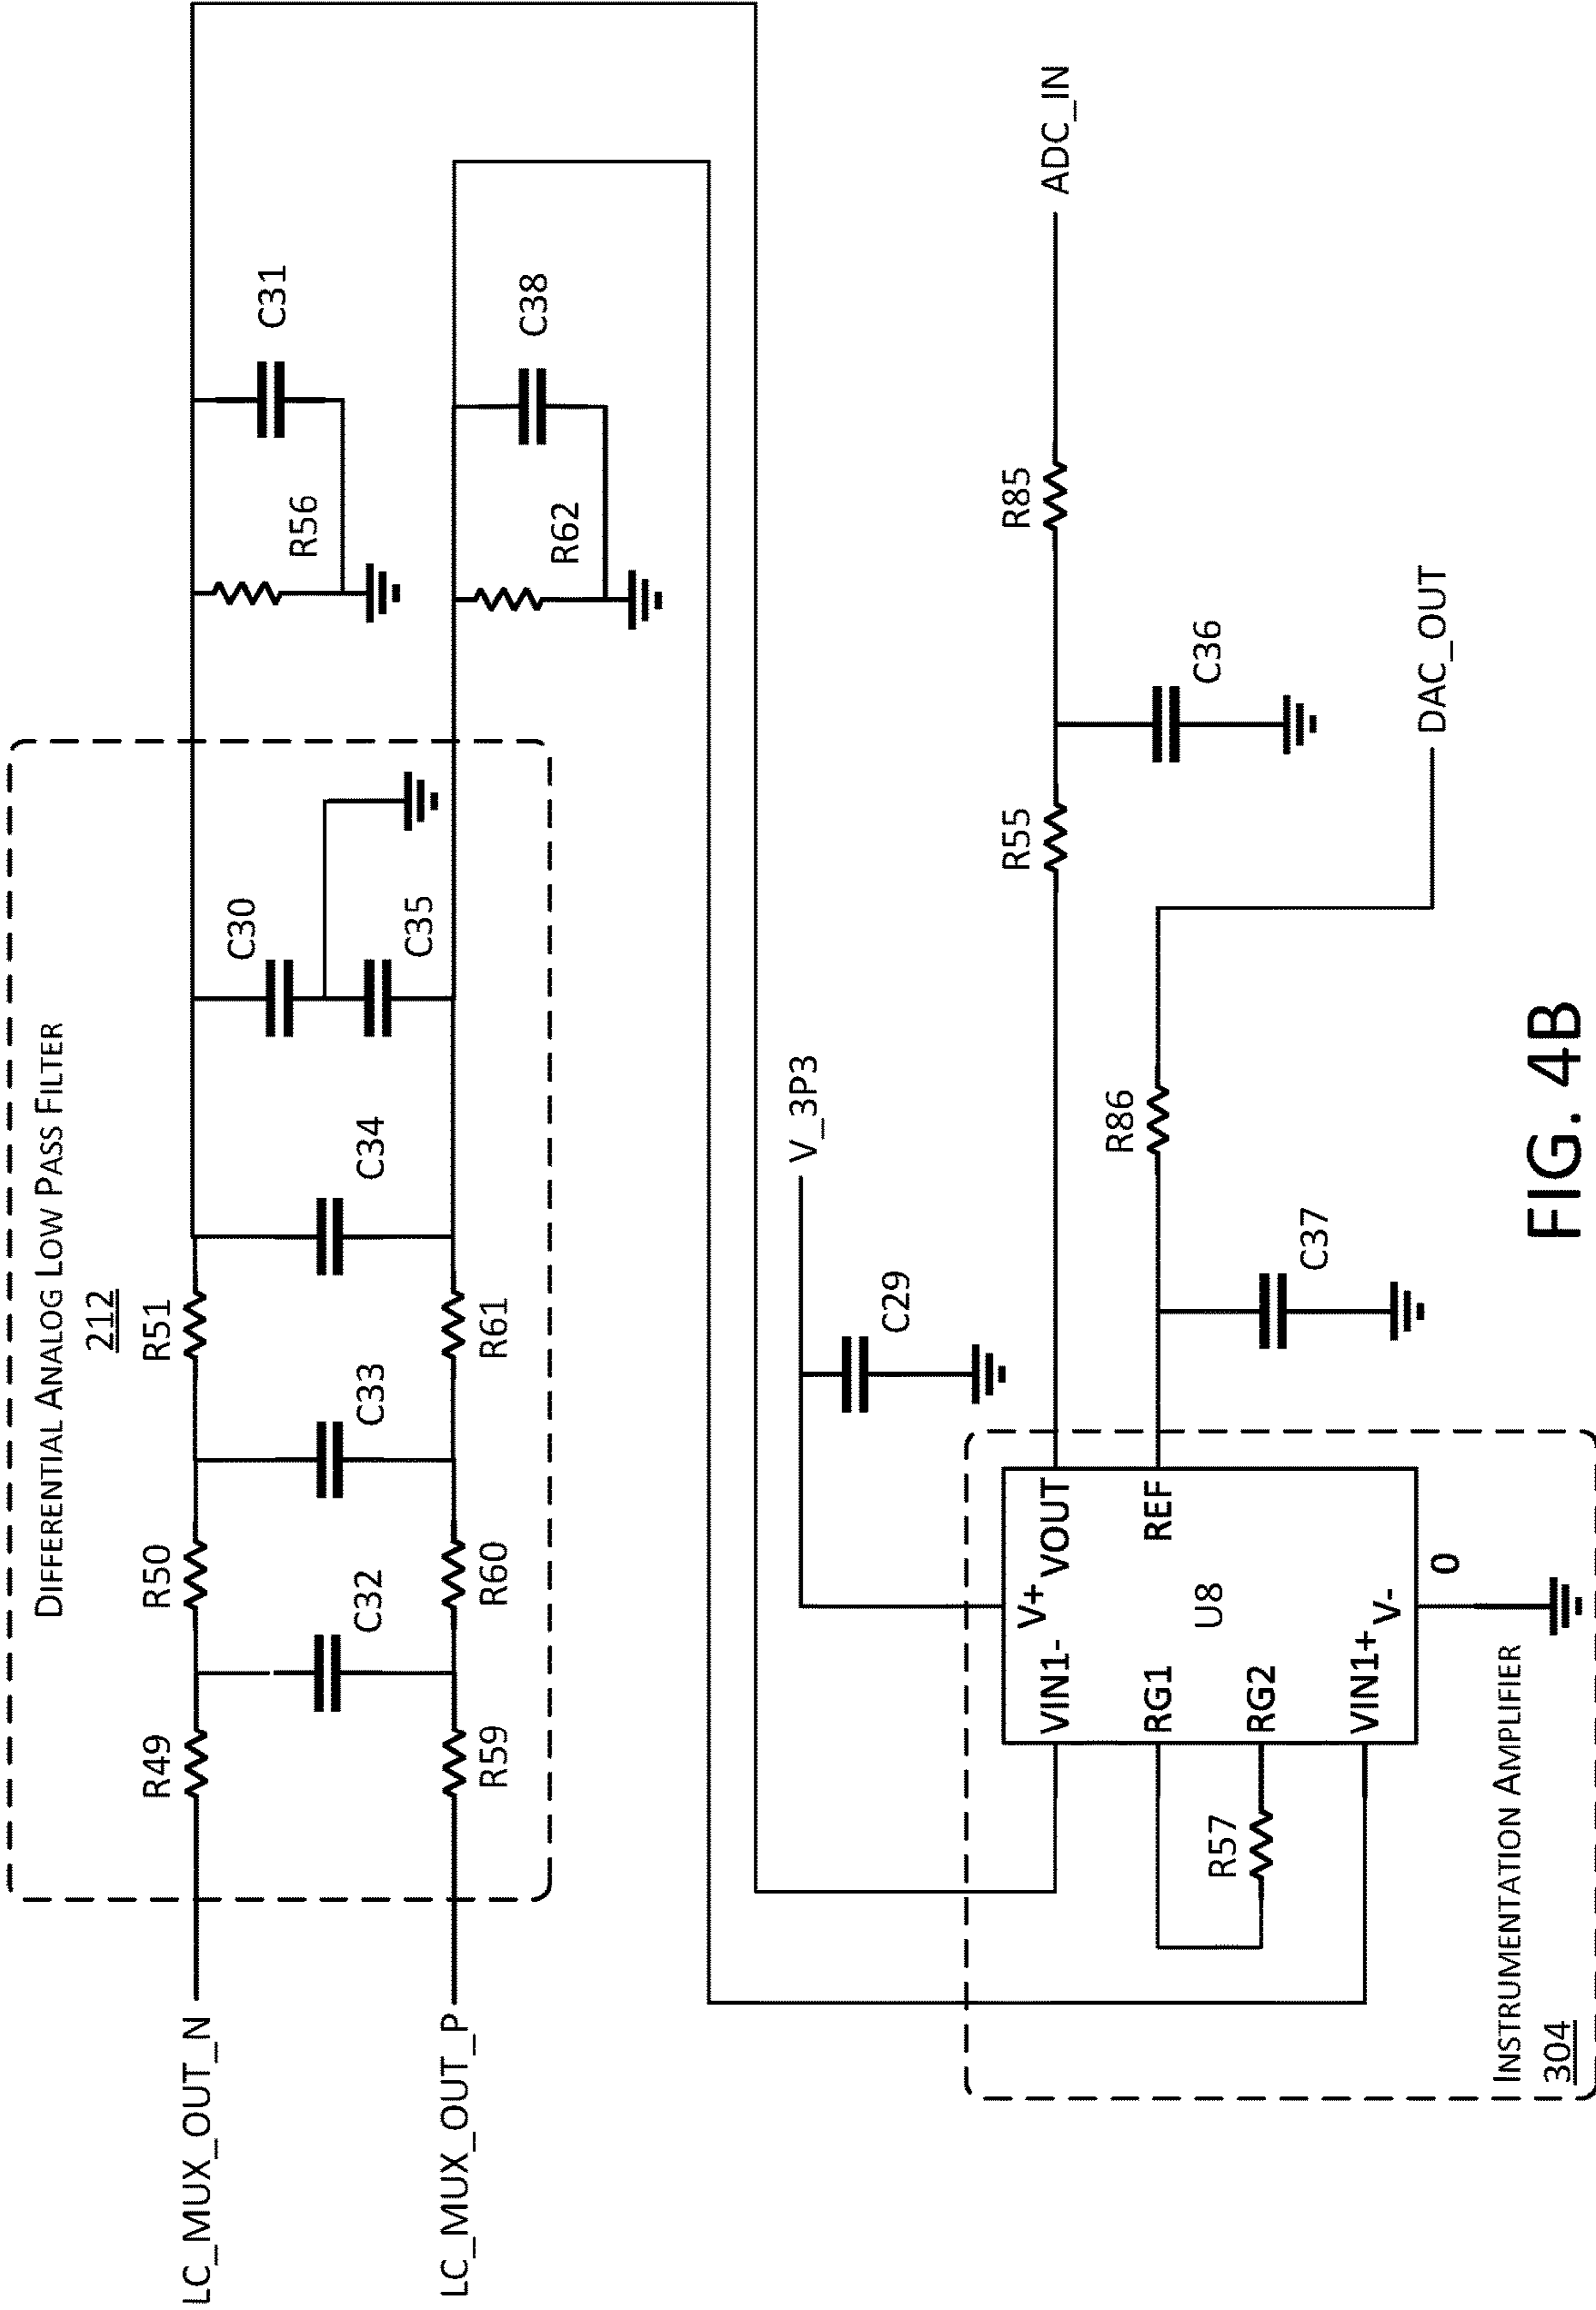 DIFFERENTIAL ANALOG LOW PASS FILTER
212
R49
R50
R51
C32
C33
C34
C30
C35
R59
R60
R61
LC_MUX_OUT_N
LC_MUX_OUT_P
R56
C31
R62
C38
V_3P3
C29
V+
VIN1-
VOUT
RG1
REF
U8
RG2
VIN1+
V-
0
R57
R55
R85
ADC_IN
C36
R86
C37
DAC_OUT
INSTRUMENTATION AMPLIFIER
304
FIG. 4B